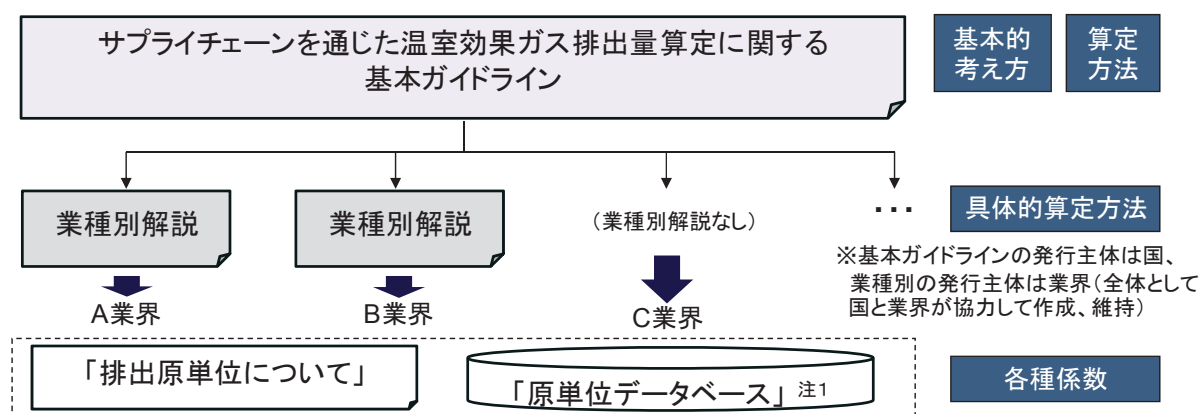 サプライチェーンを通じた温室効果ガス排出量算定に関する
基本ガイドライン
基本的
考え方
算定
方法
業種別解説
業種別解説
（業種別解説なし）
・・・
具体的算定方法
※基本ガイドラインの発行主体は国、
業種別の発行主体は業界（全体として
国と業界が協力して作成、維持）
A業界
B業界
C業界
「排出原単位について」
「原単位データベース」 注1
各種係数